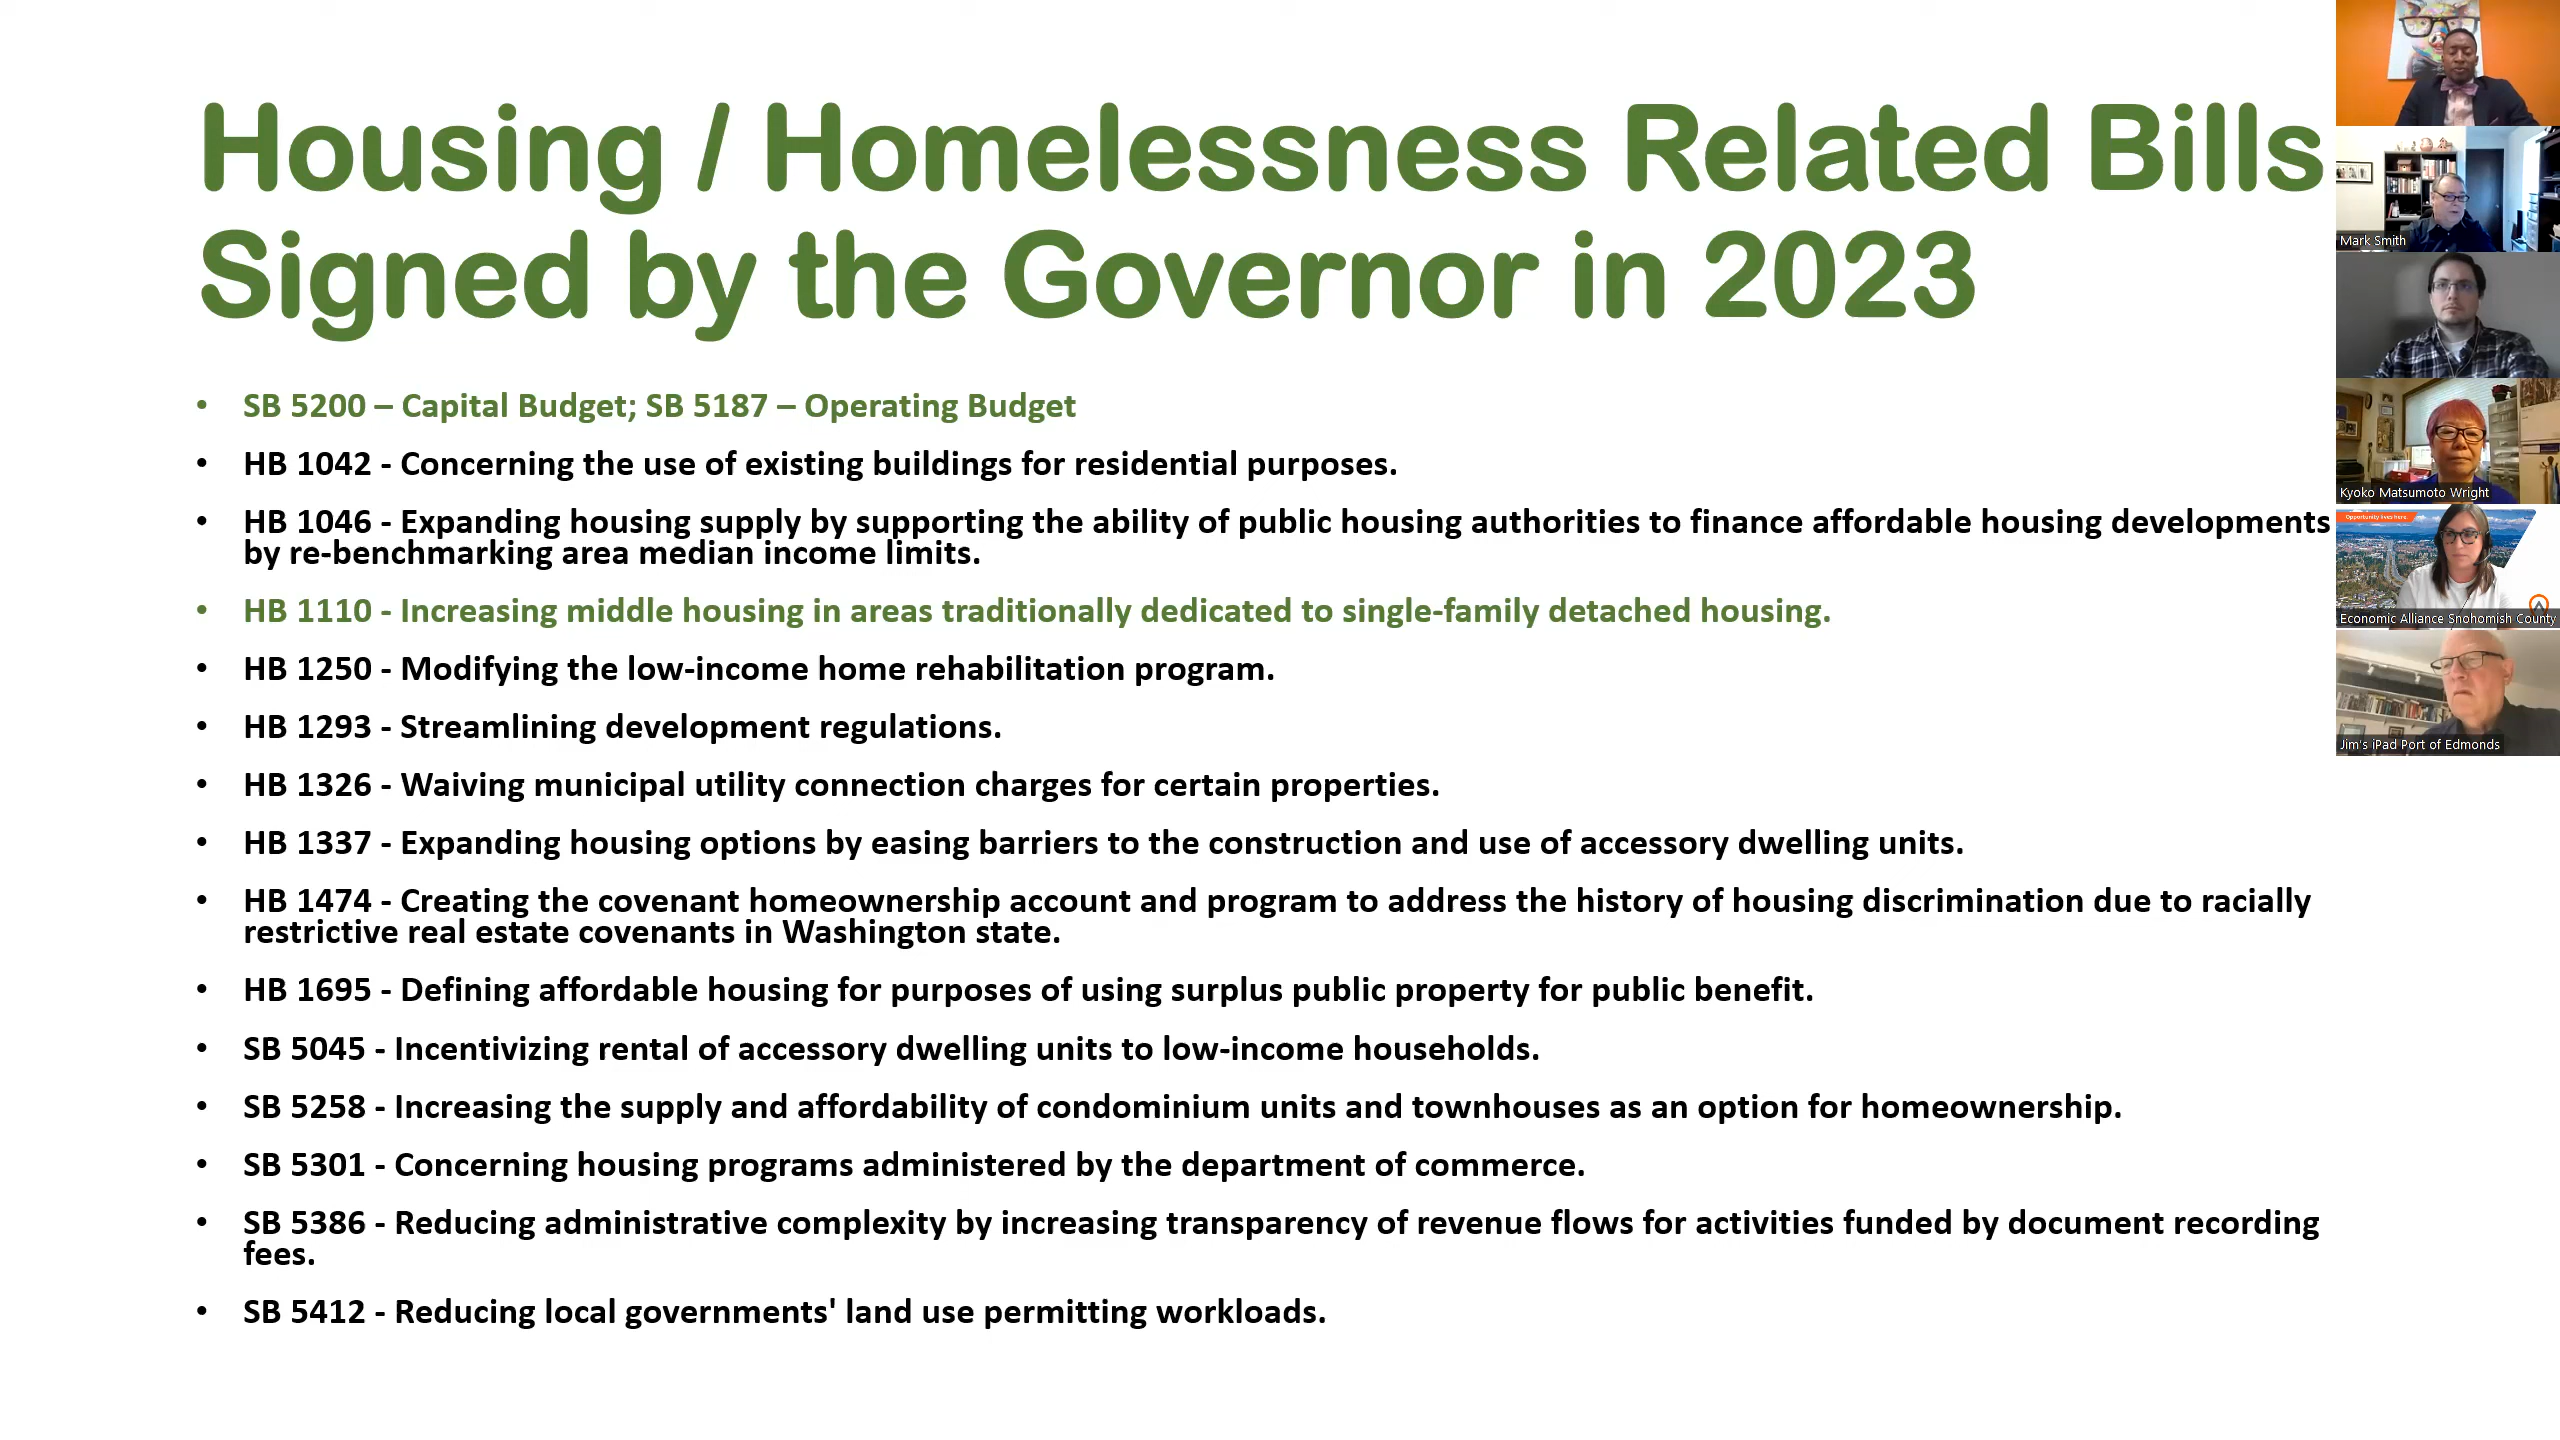 Housing / Homelessness Related Bills
Signed by the Governor in 2023
• SB 5200 – Capital Budget; SB 5187 – Operating Budget
• HB 1042 - Concerning the use of existing buildings for residential purposes.
• HB 1046 - Expanding housing supply by supporting the ability of public housing authorities to finance affordable housing developments
by re-benchmarking area median income limits.
• HB 1110 - Increasing middle housing in areas traditionally dedicated to single-family detached housing.
• HB 1250 - Modifying the low-income home rehabilitation program.
• HB 1293 - Streamlining development regulations.
• HB 1326 - Waiving municipal utility connection charges for certain properties.
• HB 1337 - Expanding housing options by easing barriers to the construction and use of accessory dwelling units.
• HB 1474 - Creating the covenant homeownership account and program to address the history of housing discrimination due to racially
restrictive real estate covenants in Washington state.
• HB 1695 - Defining affordable housing for purposes of using surplus public property for public benefit.
• SB 5045 - Incentivizing rental of accessory dwelling units to low-income households.
• SB 5258 - Increasing the supply and affordability of condominium units and townhouses as an option for homeownership.
• SB 5301 - Concerning housing programs administered by the department of commerce.
• SB 5386 - Reducing administrative complexity by increasing transparency of revenue flows for activities funded by document recording
fees.
• SB 5412 - Reducing local governments' land use permitting workloads.
Mark Smith
Kyoko Matsumoto Wright
Opportunity lives here.
Economic Alliance Snohomish County
Jim's iPad Port of Edmonds